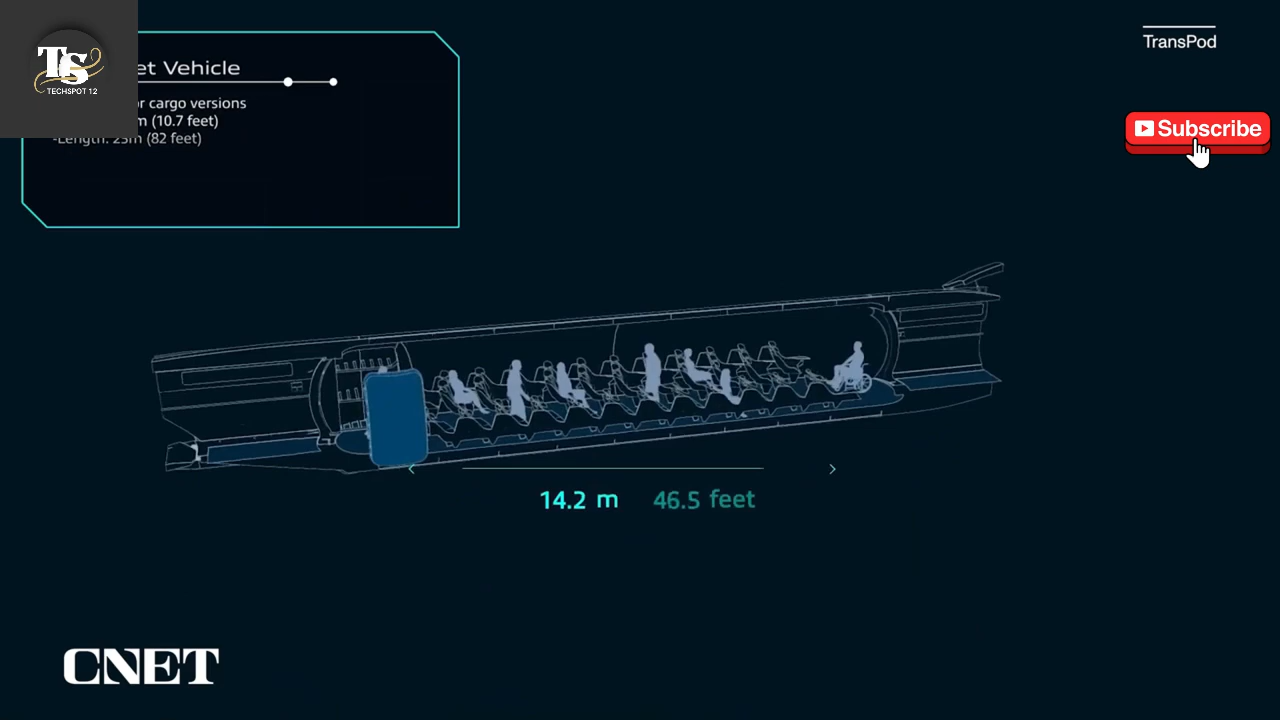 TS
TECHSPOT 12
et Vehicle
or cargo versions
m (10.7 feet)
-Length: 25m (82 feet)
TransPod
Subscribe
14.2 m 46.5 feet
CNET